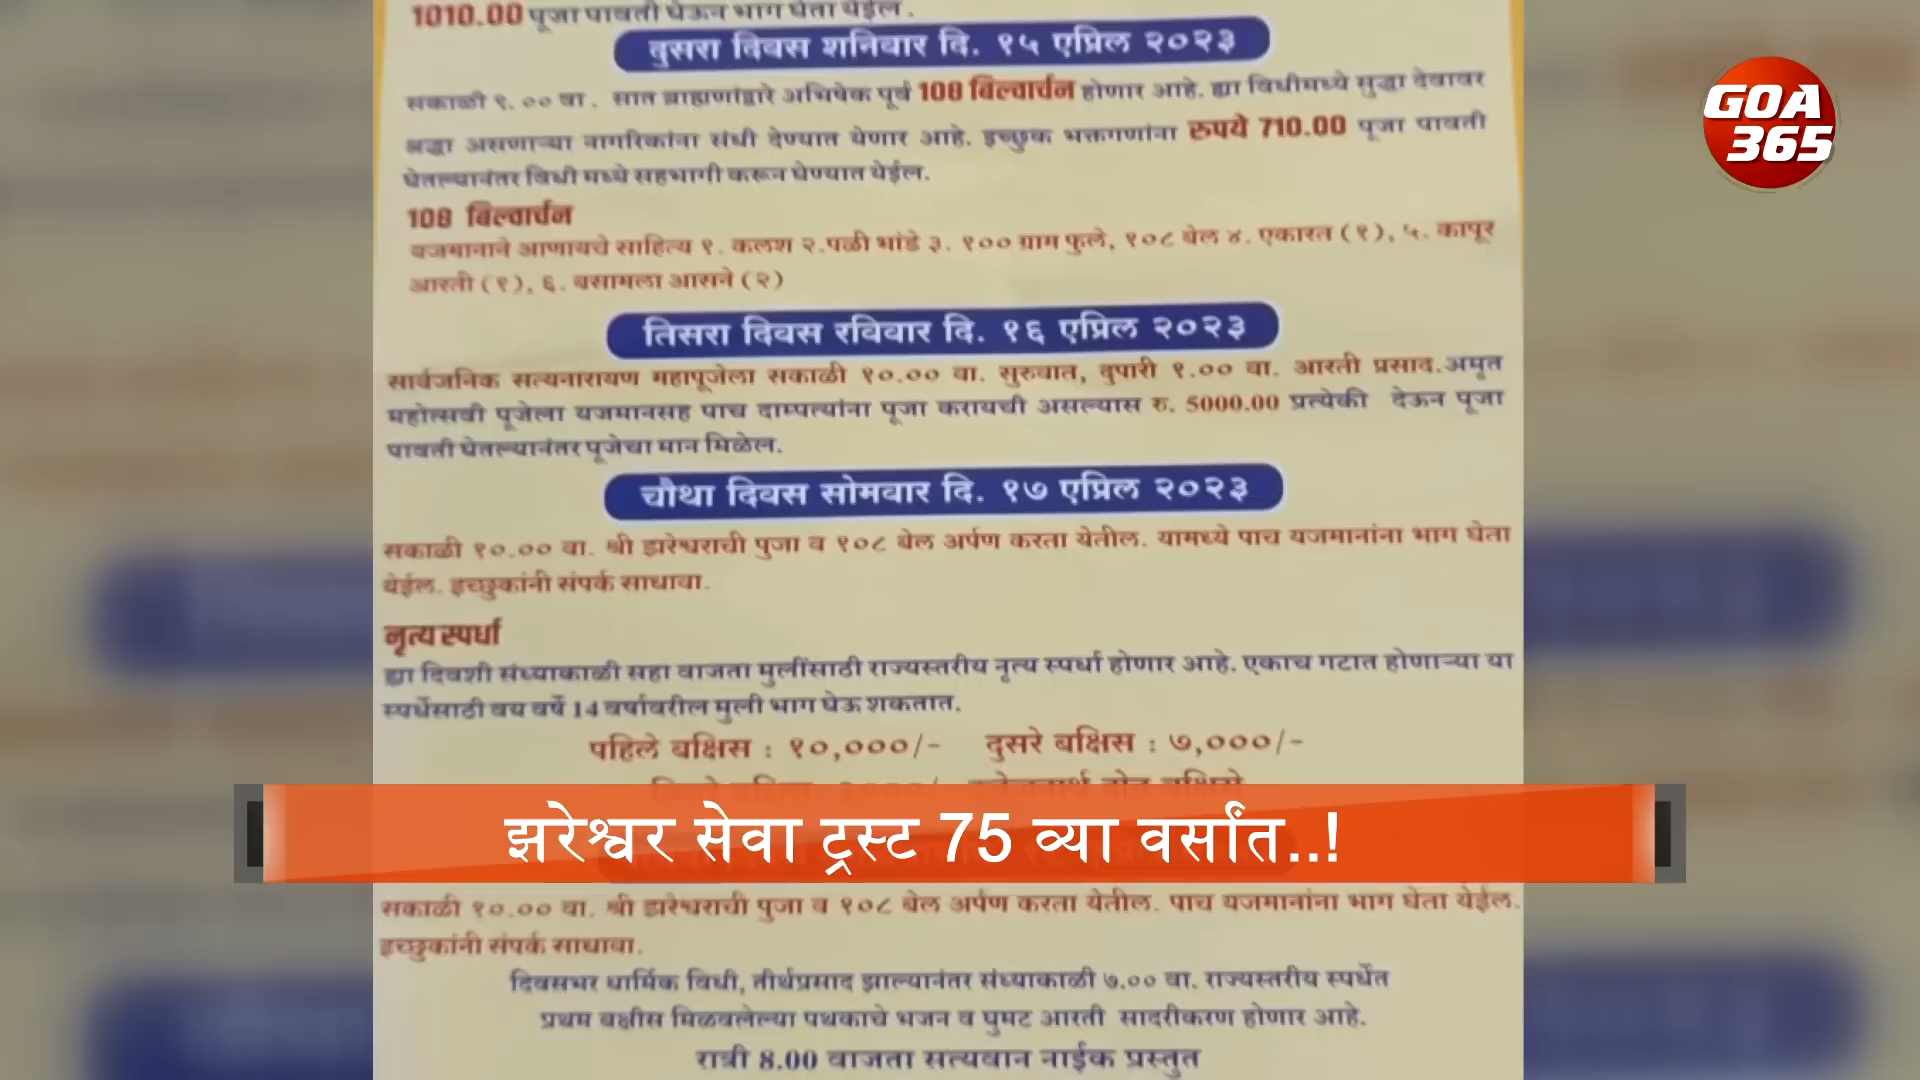 1010.00 पूजा पावती घेऊन भाग घेता येईल.
दुसरा दिवस शनिवार दि. १५ एप्रिल २०२३
सकाळी ९.०० वा. सात ब्राह्मणांद्वारे अभिषेक पूर्व 108 बिल्वार्चन होणार आहे. ह्या विधीमध्ये सुद्धा देवावर
श्रद्धा असणाऱ्या नागरिकांना संधी देण्यात येणार आहे. इच्छुक भक्तगणांना रुपये 710.00 पूजा पावती
घेतल्यानंतर विधी मध्ये सहभागी करून घेण्यात येईल.
108 बिल्वार्चन
यजमानाने आणायचे साहित्य १. कलश २.पळी भांडे ३. १०० ग्राम फुले, १०८ बेल ४. एकारत (१), ५. कापूर
आरती (१), ६. बसामला आसने (२)
तिसरा दिवस रविवार दि. १६ एप्रिल २०२३
सार्वजनिक सत्यनारायण महापूजेला सकाळी १०.०० वा. सुरुवात, दुपारी १.०० वा. आरती प्रसाद.अमृत
महोत्सवी पूजेला यजमानसह पाच दाम्पत्यांना पूजा करायची असल्यास रु. 5000.00 प्रत्येकी देऊन पूजा
पावती घेतल्यानंतर पूजेचा मान मिळेल.
चौथा दिवस सोमवार दि. १७ एप्रिल २०२३
सकाळी १०.०० वा. श्री झरेश्वराची पुजा व १०८ बेल अर्पण करता येतील. यामध्ये पाच यजमानांना भाग घेता
येईल. इच्छुकांनी संपर्क साधावा.
नृत्य स्पर्धा
ह्या दिवशी संध्याकाळी सहा वाजता मुलींसाठी राज्यस्तरीय नृत्य स्पर्धा होणार आहे. एकाच गटात होणाऱ्या या
स्पर्धेसाठी वय वर्षे 14 वर्षावरील मुली भाग घेऊ शकतात.
पहिले बक्षिस : १०,०००/- दुसरे बक्षिस : ७,०००/-
झरेश्वर सेवा ट्रस्ट 75 व्या वर्सांत..!
सकाळी १०.०० वा. श्री झरेश्वराची पुजा व १०८ बेल अर्पण करता येतील. पाच यजमानांना भाग घेता येईल.
इच्छुकांनी संपर्क साधावा.
दिवसभर धार्मिक विधी, तीर्थप्रसाद झाल्यानंतर संध्याकाळी ७.०० वा. राज्यस्तरीय स्पर्धेत
प्रथम बक्षीस मिळवलेल्या पथकाचे भजन व घुमट आरती सादरीकरण होणार आहे.
रात्री 8.00 वाजता सत्यवान नाईक प्रस्तुत
GOA
365